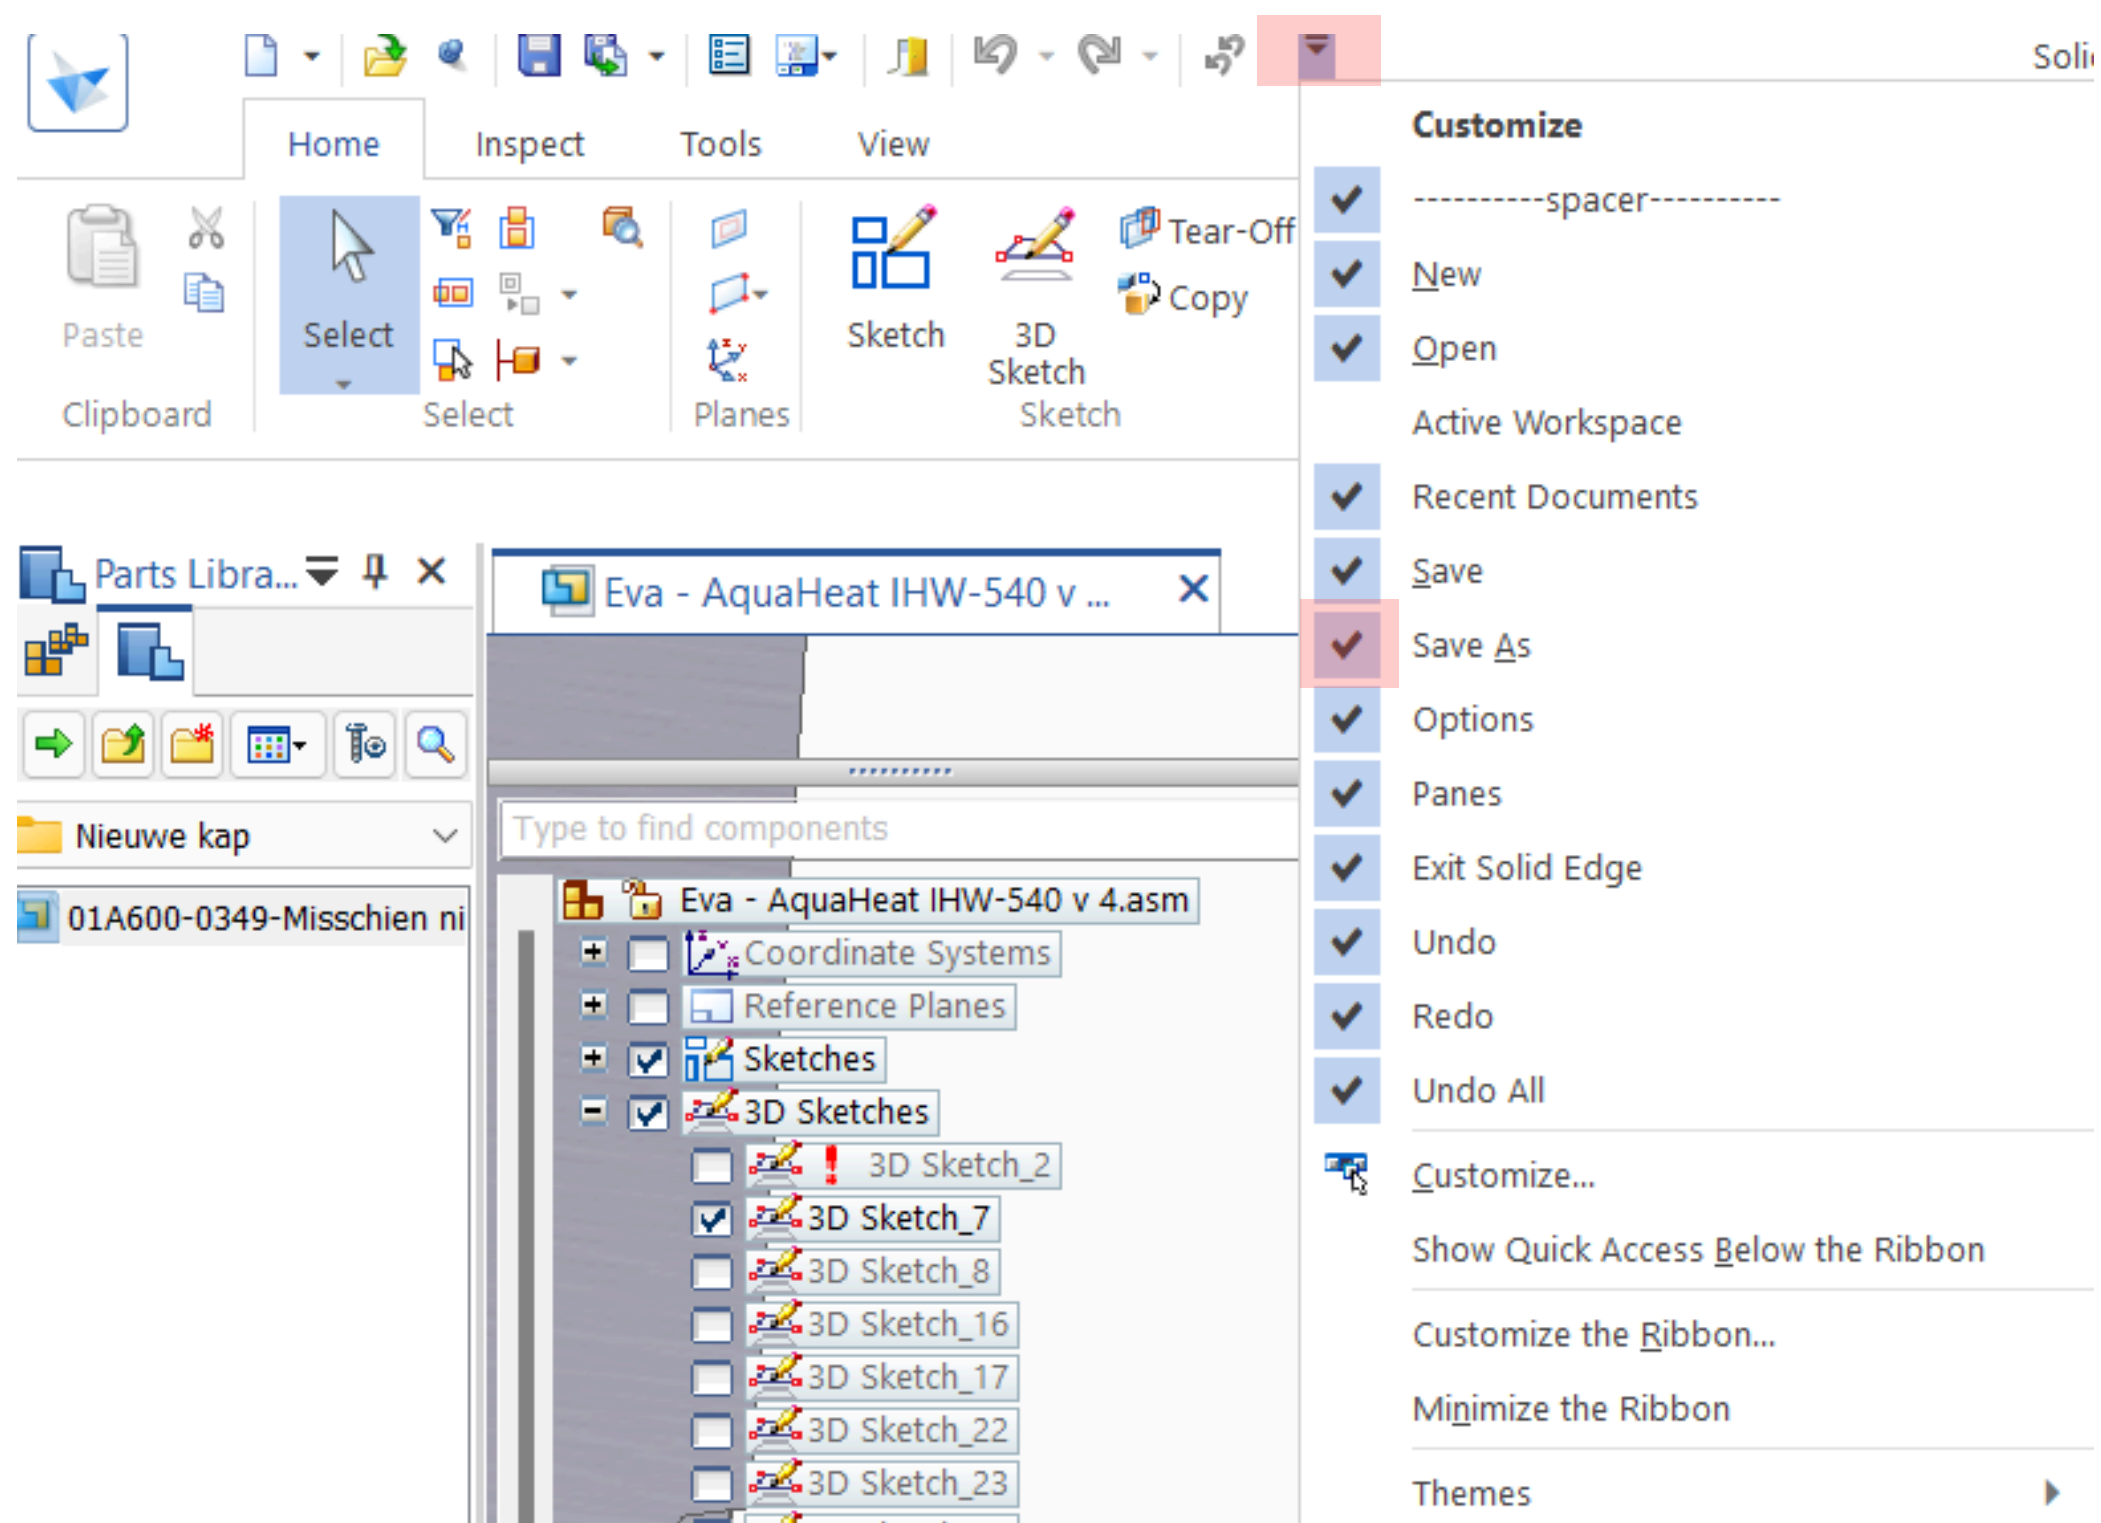 Soli
Home Inspect Tools View
Customize
----------spacer----------
New
Open
Active Workspace
Recent Documents
Save
Save As
Options
Panes
Exit Solid Edge
Undo
Redo
Undo All
Customize...
Show Quick Access Below the Ribbon
Customize the Ribbon...
Minimize the Ribbon
Themes
Paste
Clipboard
Select
Select
Planes
Sketch
3D
Sketch
Tear-Off
Copy
Sketch
Parts Libra...
Nieuwe kap
01A600-0349-Misschien ni
Eva - AquaHeat IHW-540 v ...
Type to find components
Eva - AquaHeat IHW-540 v 4.asm
Coordinate Systems
Reference Planes
Sketches
3D Sketches
3D Sketch_2
3D Sketch_7
3D Sketch_8
3D Sketch_16
3D Sketch_17
3D Sketch_22
3D Sketch_23